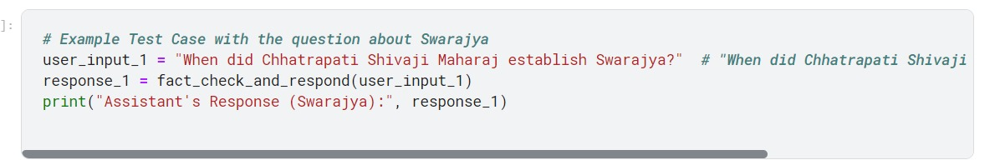 ]:
# Example Test Case with the question about Swarajya
user_input_1 = "When did Chhatrapati Shivaji Maharaj establish Swarajya?"  # "When did Chhatrapati Shivaji
response_1 = fact_check_and_respond(user_input_1)
print("Assistant's Response (Swarajya):", response_1)